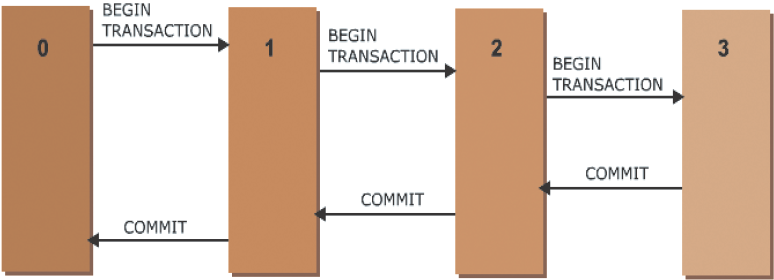 BEGIN
TRANSACTION
0
1
BEGIN
TRANSACTION
2
BEGIN
TRANSACTION
3
COMMIT
COMMIT
COMMIT